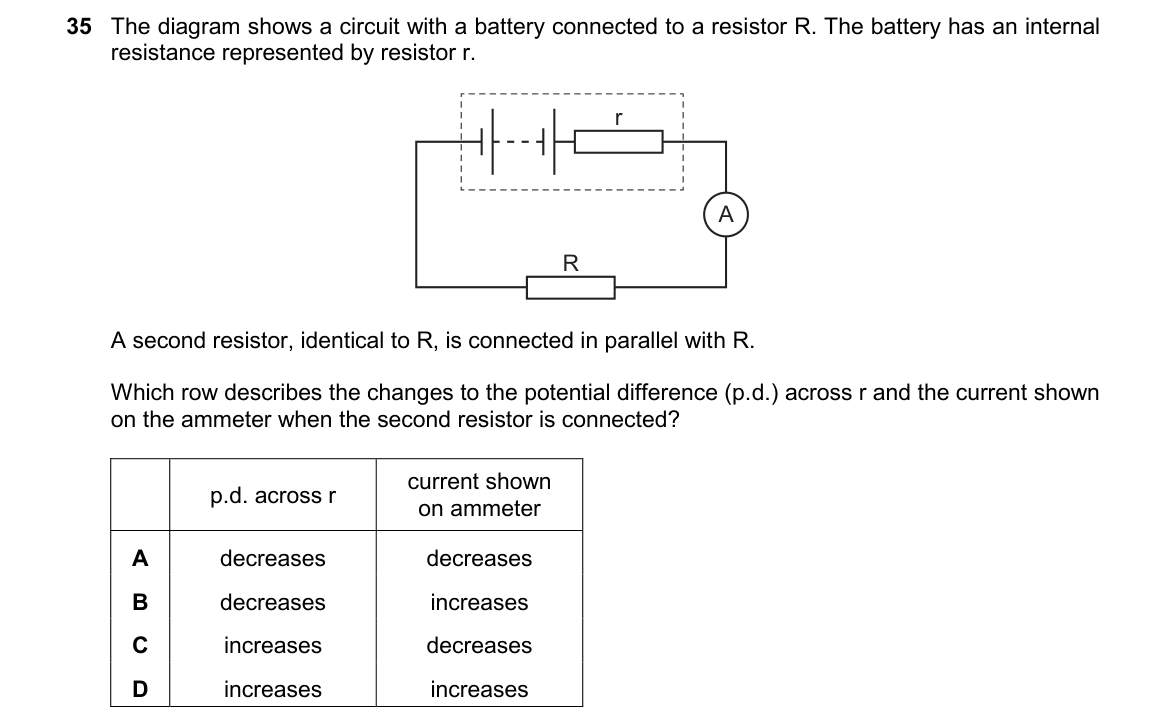 35 The diagram shows a circuit with a battery connected to a resistor R. The battery has an internal
resistance represented by resistor r.
r
A
R
A second resistor, identical to R, is connected in parallel with R.
Which row describes the changes to the potential difference (p.d.) across r and the current shown
on the ammeter when the second resistor is connected?
p.d. across r current shown
on ammeter
A decreases decreases
B decreases increases
C increases decreases
D increases increases